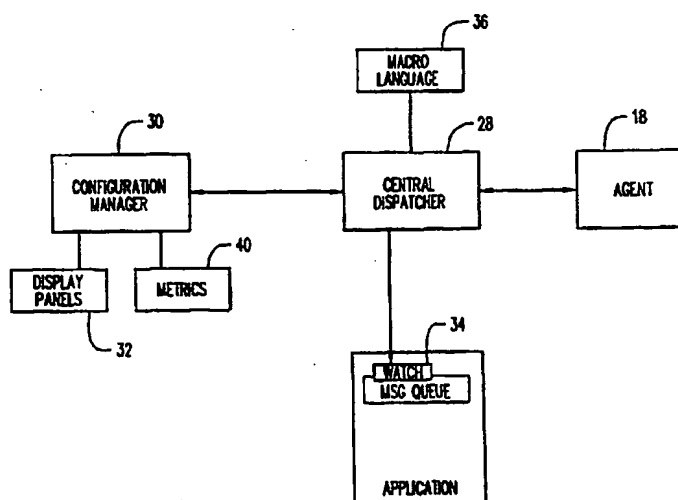 36
MACRO
LANGUAGE
30
28
18
CONFIGURATION
MANAGER
CENTRAL
DISPATCHER
AGENT
40
DISPLAY
PANELS
METRICS
32
34
WATCH
MSG QUEUE
APPLICATION